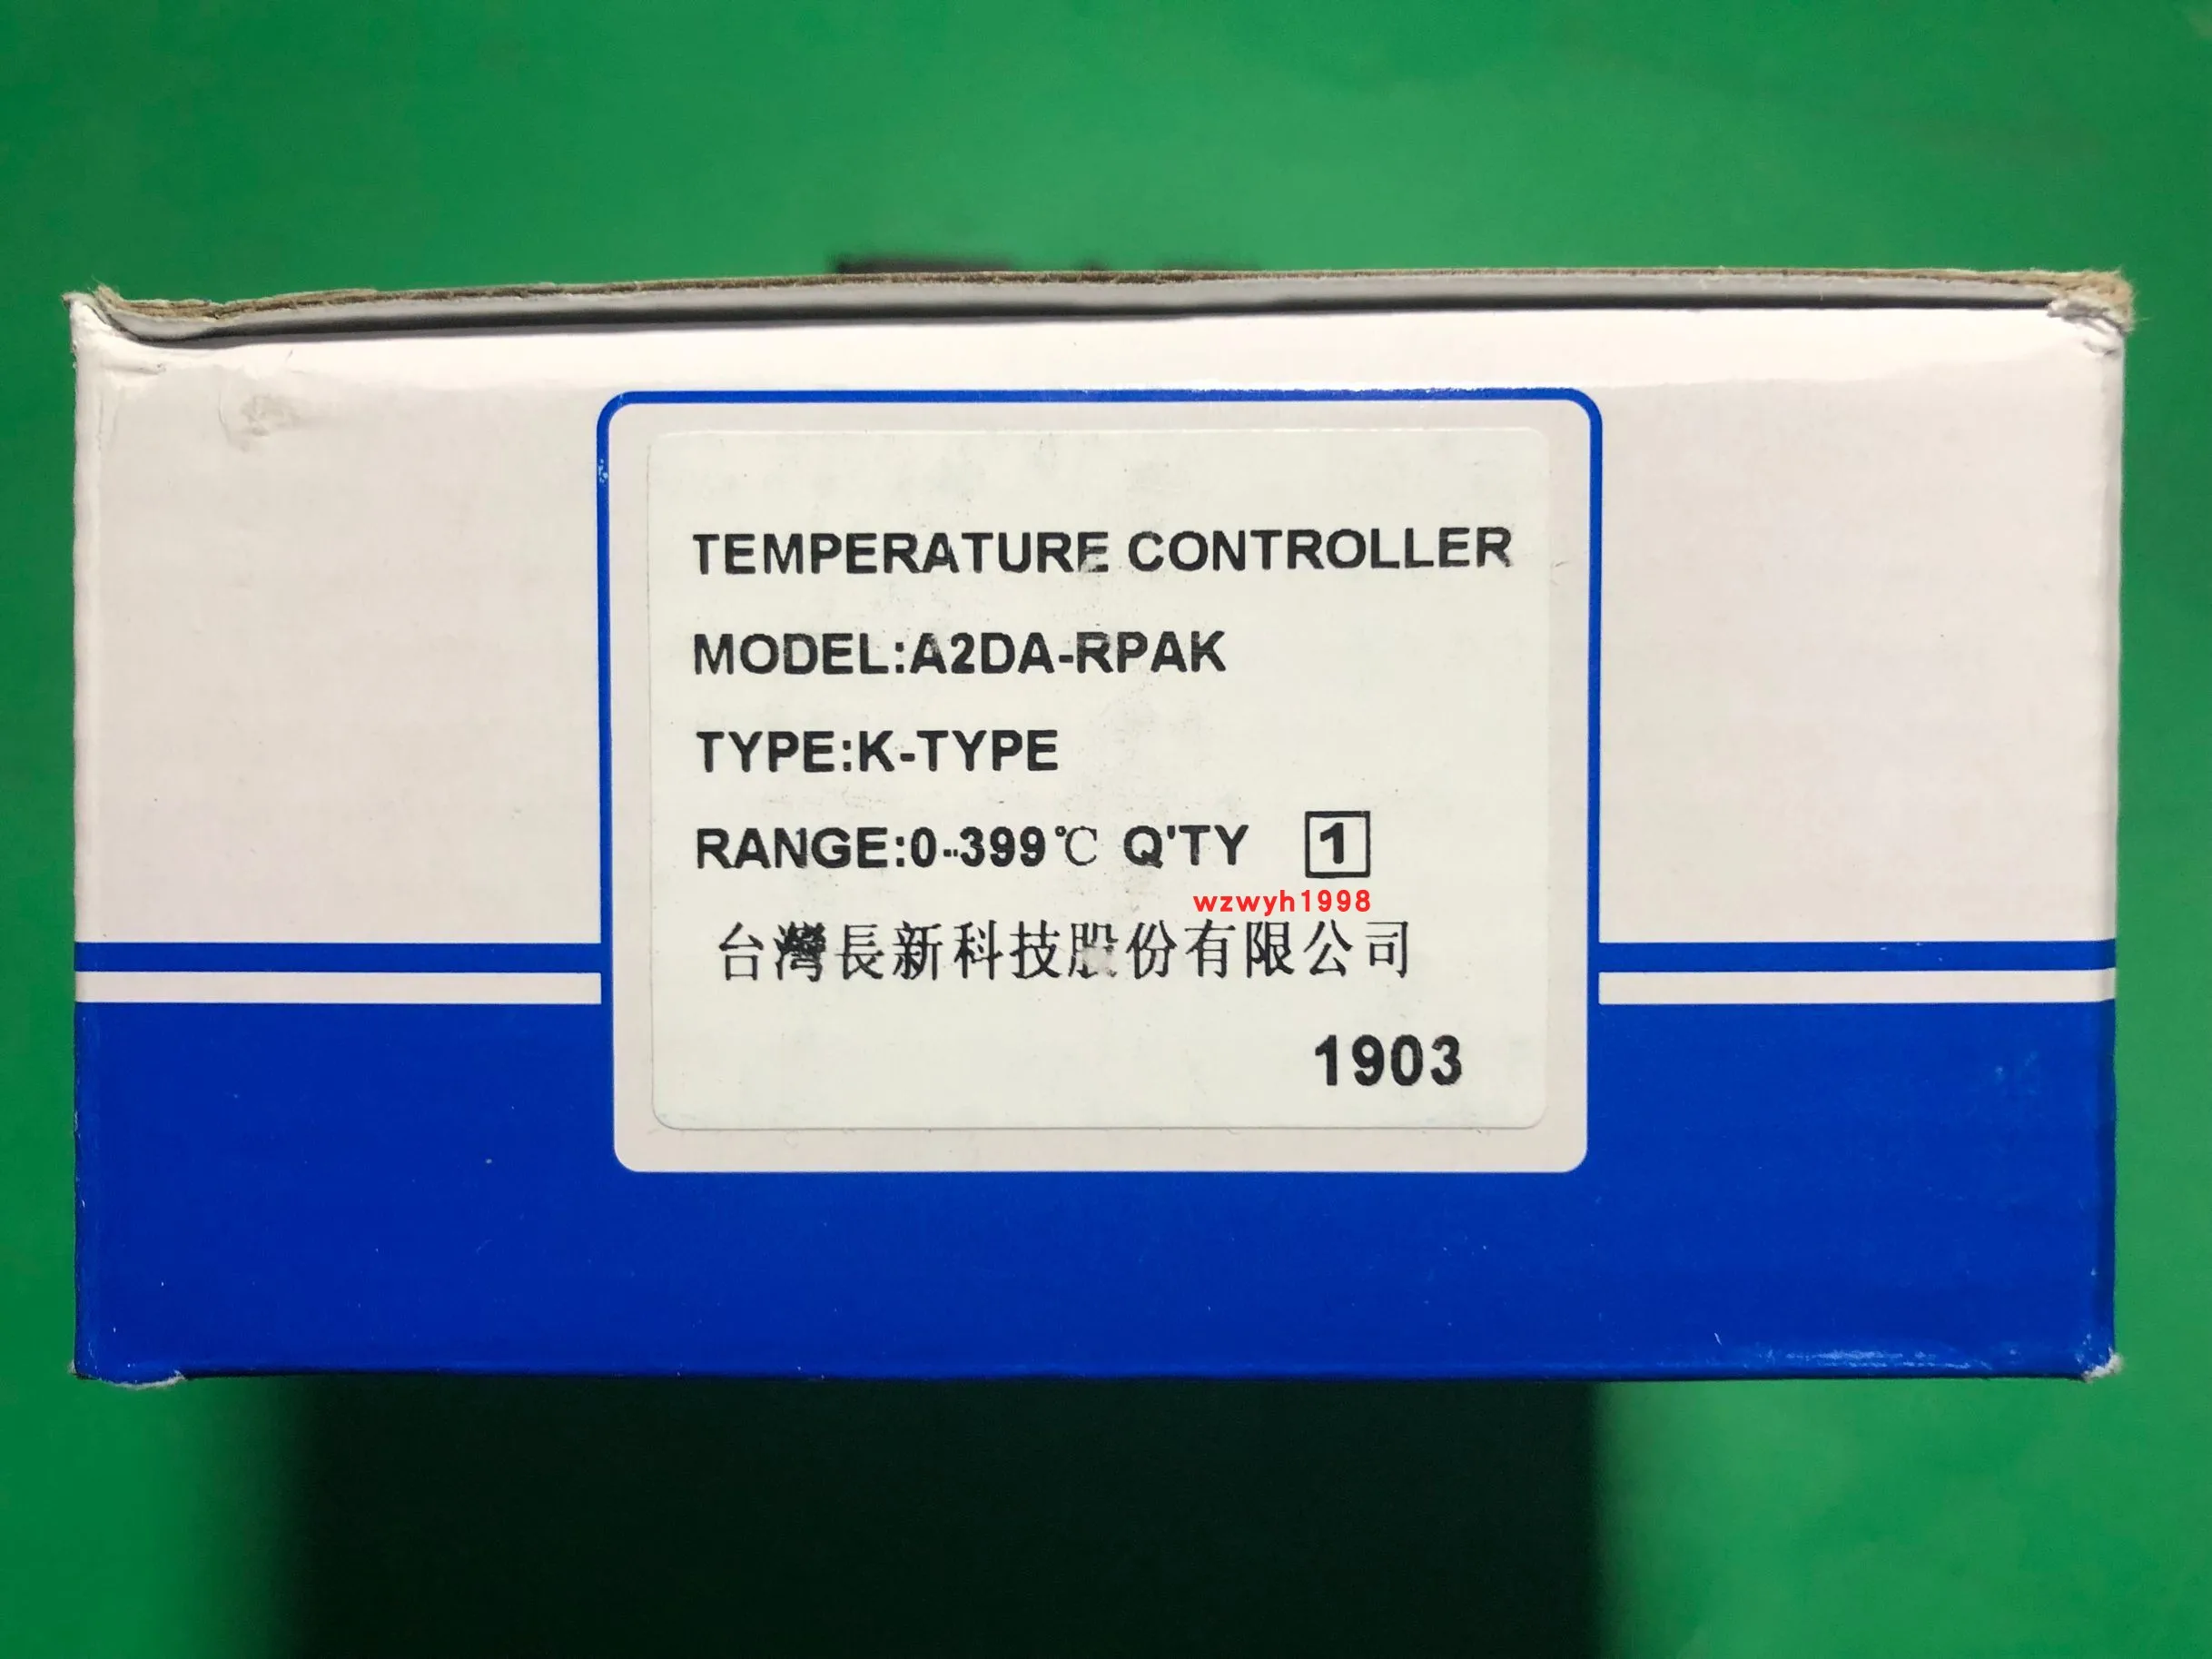 TEMPERATURE CONTROLLER
MODEL:A2DA-RPAK
TYPE:K-TYPE
RANGE:0-399℃ Q'TY 1
wzwyh1998
台灣長新科技股份有限公司
1903